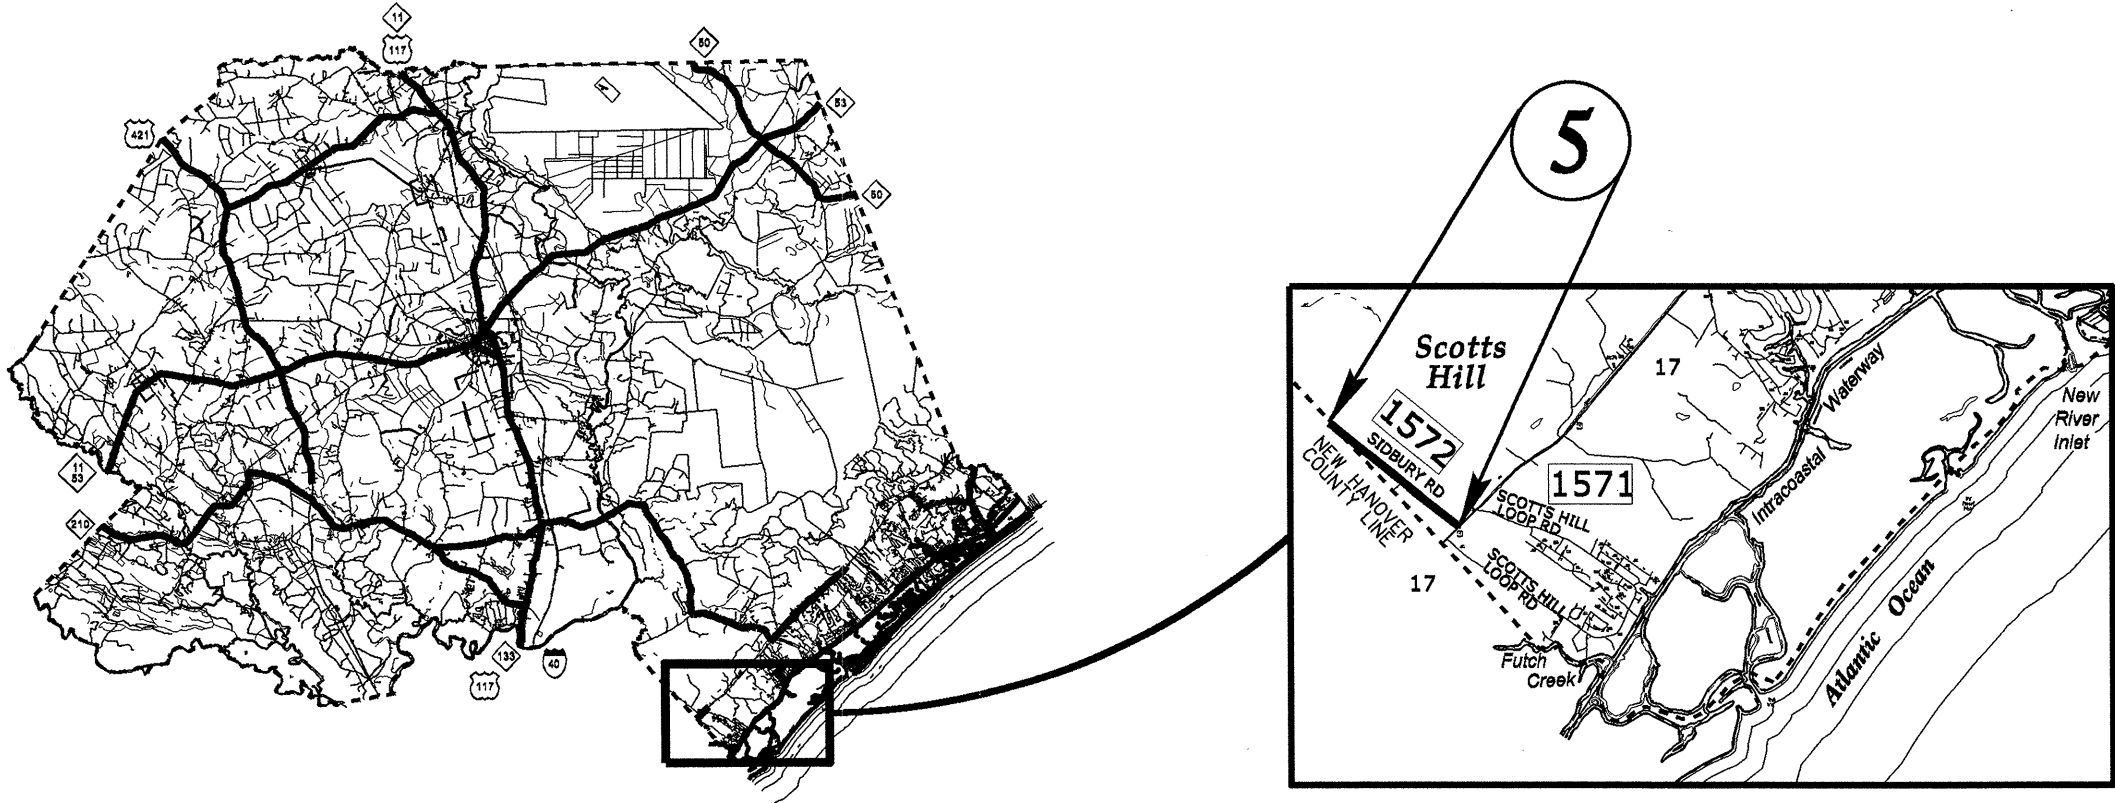 11
117
50
53
421
50
11
53
210
133
117
40
5
Scotts
Hill
17
Waterway
New
River
Inlet
1572
SIDBURY RD
NEW HANOVER
COUNTY LINE
1571
SCOTTS HILL
LOOP RD
Intracoastal
SCOTTS HILL
LOOP RD
17
Futch
Creek
Atlantic Ocean